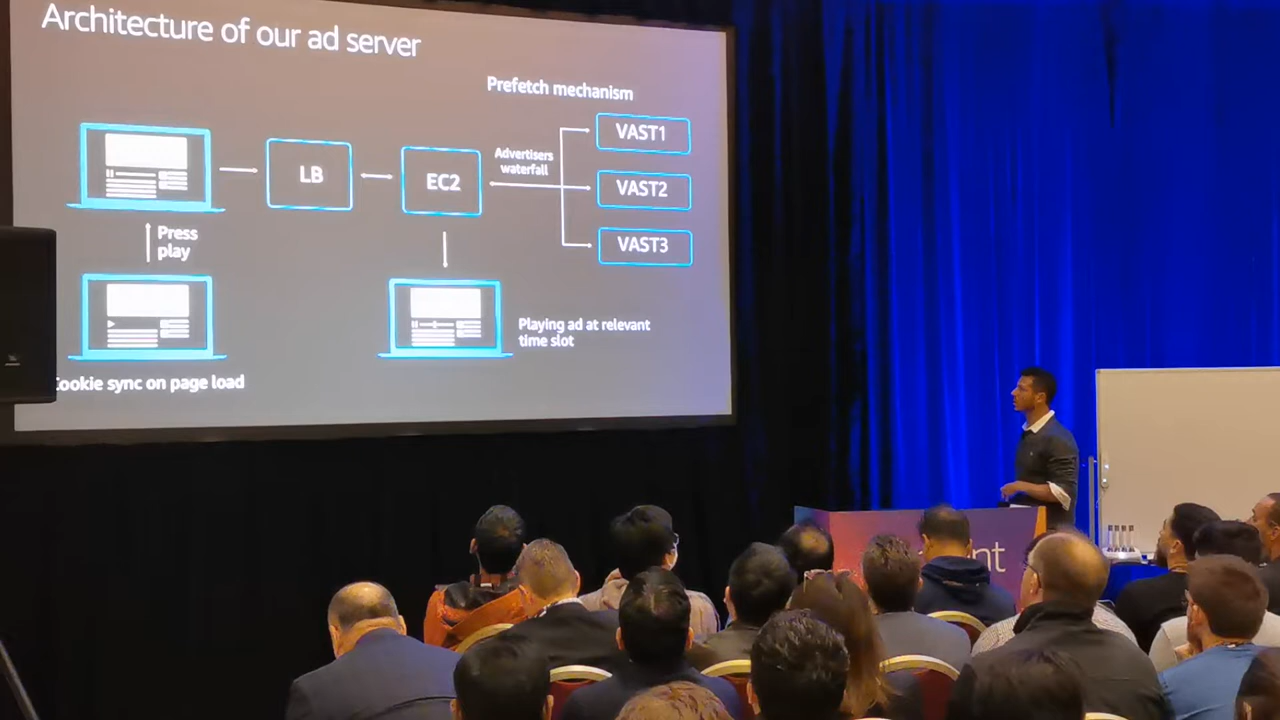 Architecture of our ad server
Prefetch mechanism
VAST1
Advertisers
waterfall
LB
EC2
VAST2
Press
play
VAST3
Playing ad at relevant
time slot
ookie sync on page load
nt